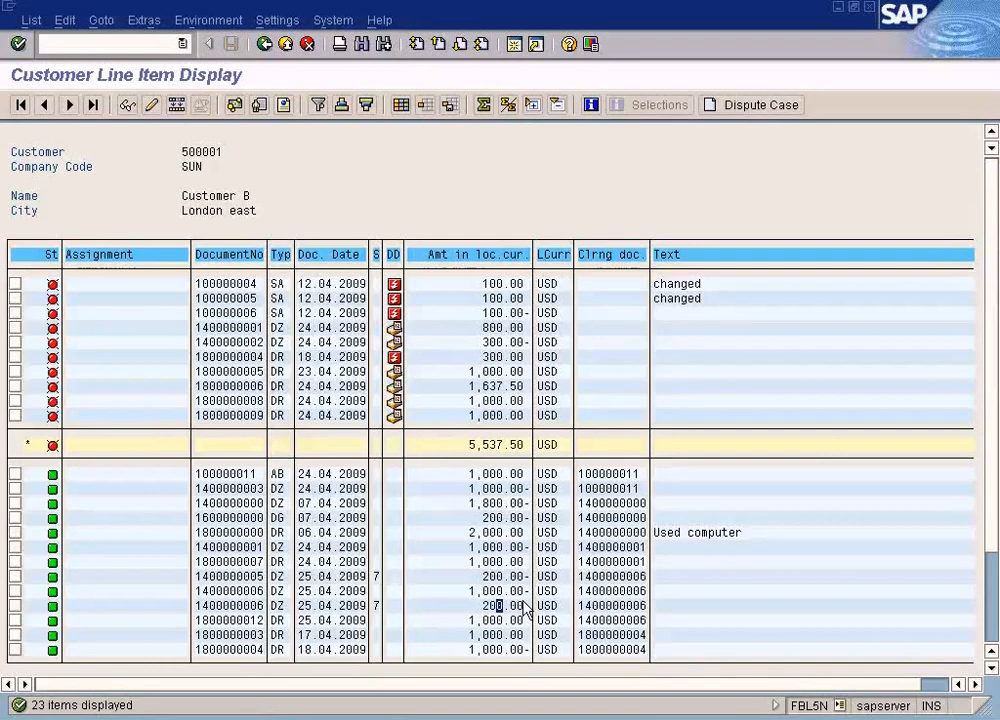 List Edit Goto Extras Environment Settings System Help
SAP
Customer Line Item Display
Selections Dispute Case
Customer 500001
Company Code SUN
Name Customer B
City London east
St Assignment DocumentNo Typ Doc. Date S DD Amt in loc.cur. LCurr Clrng doc. Text
100000004 SA 12.04.2009 100.00 USD changed
100000005 SA 12.04.2009 100.00 USD changed
100000006 SA 12.04.2009 100.00- USD
1400000001 DZ 24.04.2009 800.00 USD
1400000002 DZ 24.04.2009 300.00- USD
1800000004 DR 18.04.2009 300.00 USD
1800000005 DR 23.04.2009 1,000.00 USD
1800000006 DR 24.04.2009 1,637.50 USD
1800000008 DR 24.04.2009 1,000.00 USD
1800000009 DR 24.04.2009 1,000.00 USD
* 5,537.50 USD
100000011 AB 24.04.2009 1,000.00 USD 100000011
1400000003 DZ 24.04.2009 1,000.00- USD 100000011
1400000000 DZ 07.04.2009 1,800.00- USD 1400000000
1600000000 DG 07.04.2009 200.00- USD 1400000000
1800000000 DR 06.04.2009 2,000.00 USD 1400000000 Used computer
1400000001 DZ 24.04.2009 1,000.00- USD 1400000001
1800000007 DR 24.04.2009 1,000.00 USD 1400000001
1400000005 DZ 25.04.2009 7 200.00- USD 1400000006
1400000006 DZ 25.04.2009 1,000.00- USD 1400000006
1400000006 DZ 25.04.2009 7 200.00 USD 1400000006
1800000012 DR 25.04.2009 1,000.00 USD 1400000006
1800000003 DR 17.04.2009 1,000.00 USD 1800000004
1800000004 DR 18.04.2009 1,000.00- USD 1800000004
23 items displayed FBL5N sapserver INS